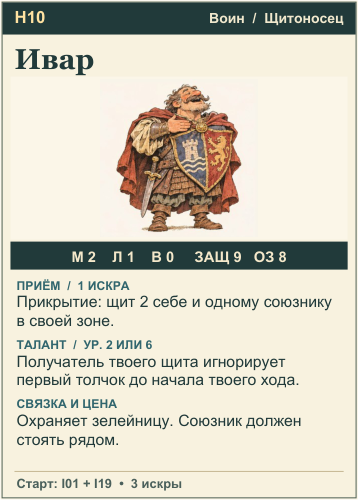 H10
Воин / Щитоносец
Ивар
М 2 Л 1 В 0 ЗАЩ 9 ОЗ 8
ПРИЁМ / 1 ИСКРА
Прикрытие: щит 2 себе и одному союзнику
в своей зоне.
ТАЛАНТ / УР. 2 ИЛИ 6
Получатель твоего щита игнорирует
первый толчок до начала твоего хода.
СВЯЗКА И ЦЕНА
Охраняет зелейницу. Союзник должен
стоять рядом.
Старт: I01 + I19 • 3 искры